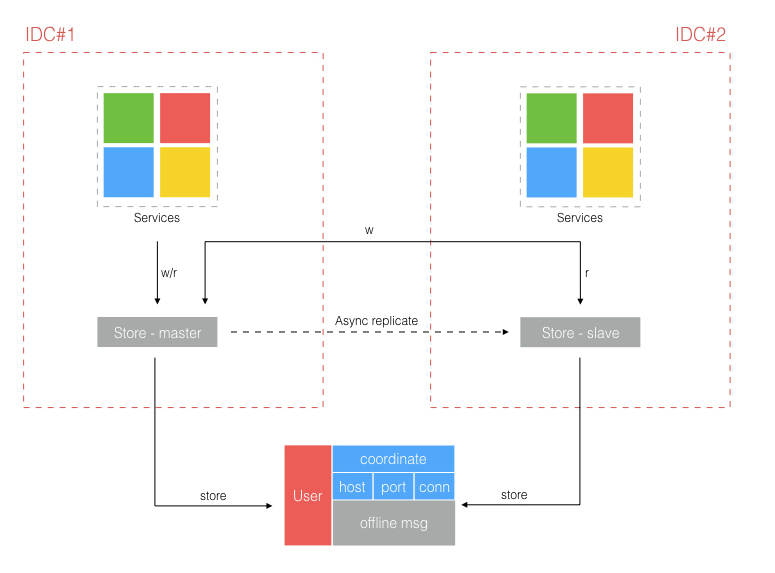 IDC#1
IDC#2
Services
Services
w
w/r
r
Store - master
Async replicate
Store - slave
coordinate
User
host
port
conn
store
store
offline msg